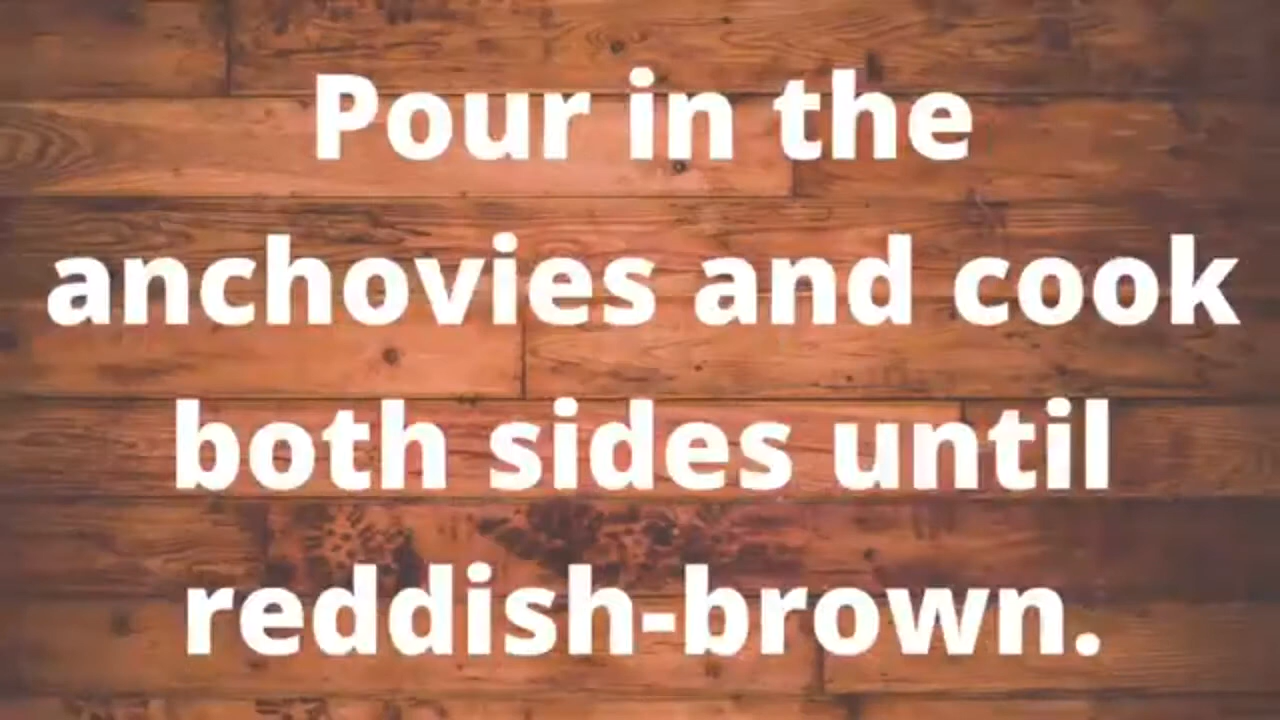 Pour in the
anchovies and cook
both sides until
reddish-brown.